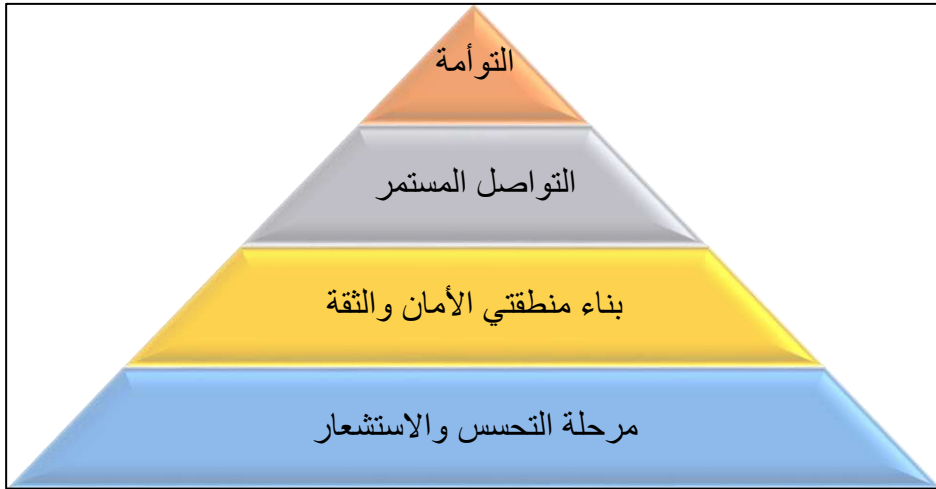 التوأمة
التواصل المستمر
بناء منطقتي الأمان والثقة
مرحلة التحسس والاستشعار